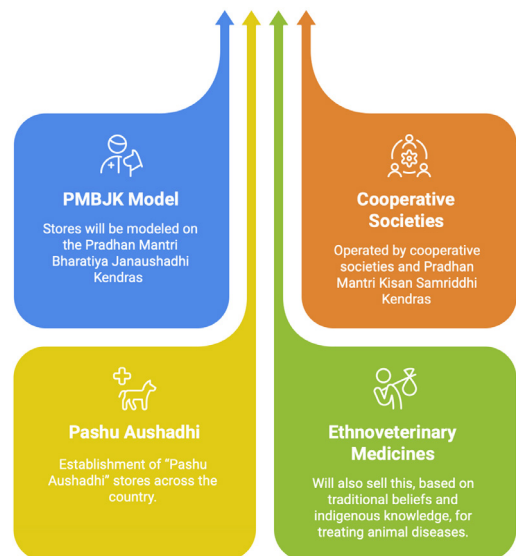 PMBJK Model
Stores will be modeled on
the Pradhan Mantri
Bharatiya Janaushadhi
Kendras
Cooperative
Societies
Operated by cooperative
societies and Pradhan
Mantri Kisan Samriddhi
Kendras
Pashu Aushadhi
Establishment of “Pashu
Aushadhi” stores across the
country.
Ethnoveterinary
Medicines
Will also sell this, based on
traditional beliefs and
indigenous knowledge, for
treating animal diseases.